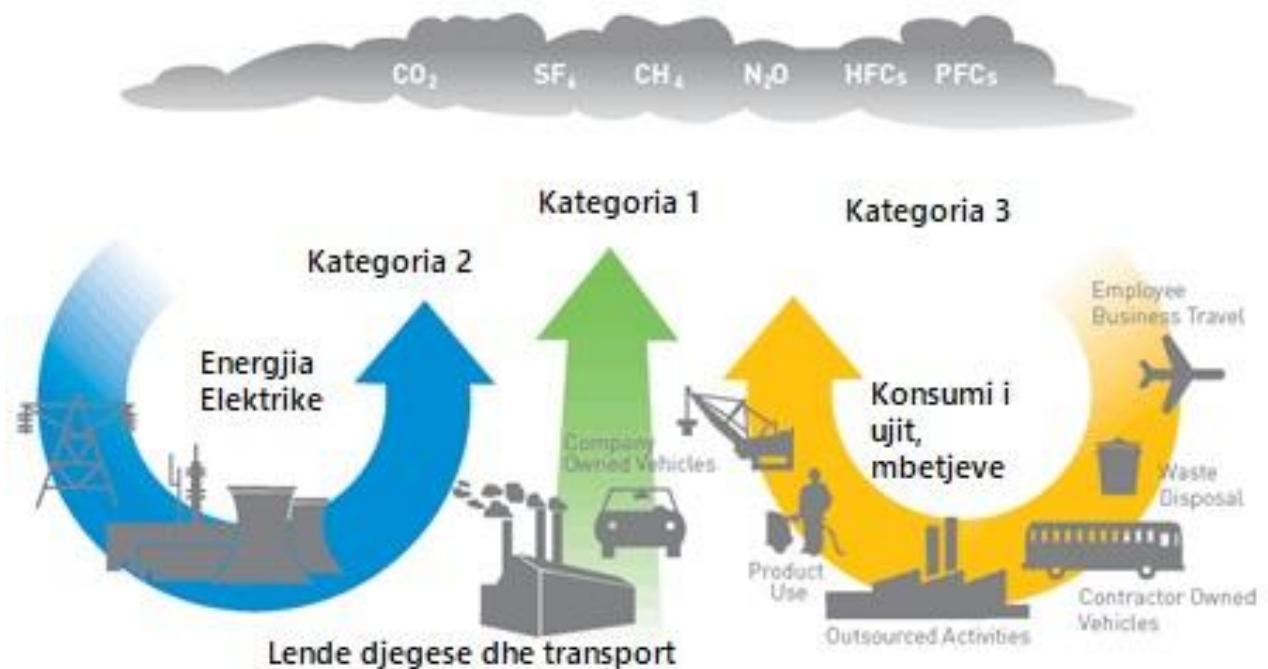 CO₂ SF₆ CH₄ N₂O HFCs PFCs
Kategoria 1
Kategoria 3
Kategoria 2
Employee
Business Travel
Energjia
Elektrike
Konsumi i
ujit,
mbetjeve
Company
Owned Vehicles
Waste
Disposal
Product
Use
Contractor Owned
Vehicles
Outsourced Activities
Lende djegese dhe transport